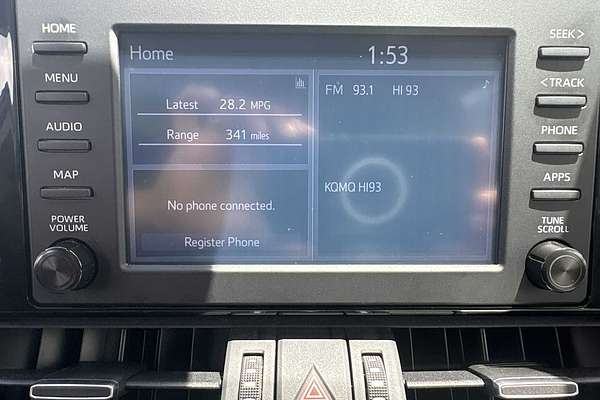 HOME
MENU
AUDIO
MAP
POWER
VOLUME
Home
1:53
Latest 28.2 MPG
Range 341 miles
No phone connected.
Register Phone
FM 93.1 HI 93
KQMQ HI93
SEEK >
< TRACK
PHONE
APPS
TUNE
SCROLL